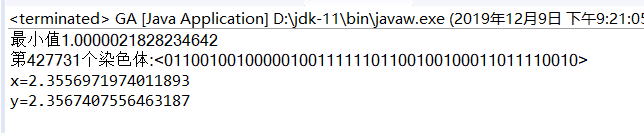 <terminated> GA [Java Application] D:\jdk-11\bin\javaw.exe (2019年12月9日 下午9:21:05
最小值1.0000021828234642
第427731个染色体:<0110010010000010011111101100100100011011110010>
x=2.3556971974011893
y=2.3567407556463187